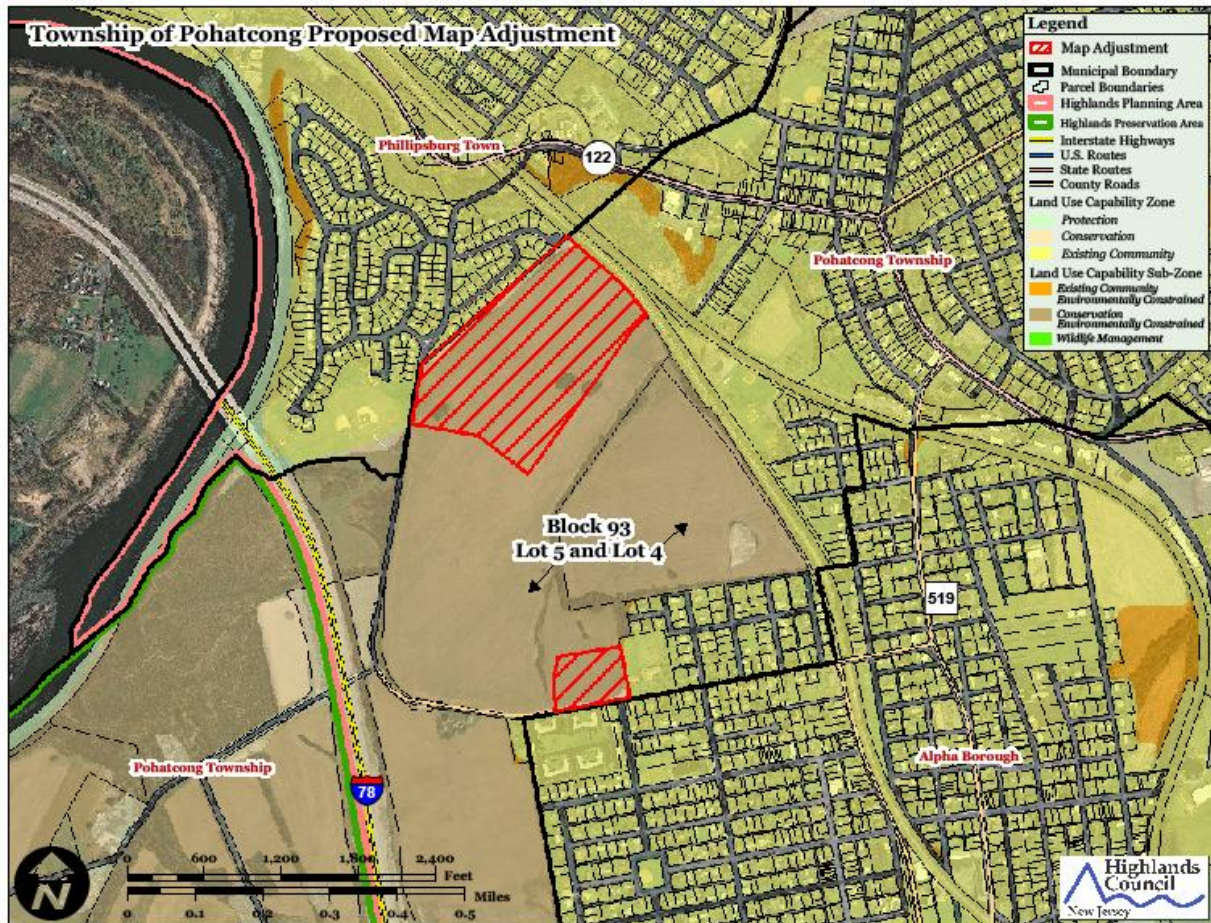 Township of Pohatcong Proposed Map Adjustment
Legend
Map Adjustment
Municipal Boundary
Parcel Boundaries
Highlands Planning Area
Highlands Preservation Area
Interstate Highways
U.S. Routes
State Routes
County Roads
Land Use Capability Zone
Protection
Conservation
Existing Community
Land Use Capability Sub-Zone
Existing Community
Environmentally Constrained
Conservation
Environmentally Constrained
Wildlife Management
Phillipsburg Town
122
Pohatcong Township
Block 93
Lot 5 and Lot 4
519
Pohatcong Township
Alpha Borough
78
0 600 1,200 1,800 2,400
Feet
Miles
0 0.1 0.2 0.3 0.4 0.5
N
Highlands
Council
New Jersey